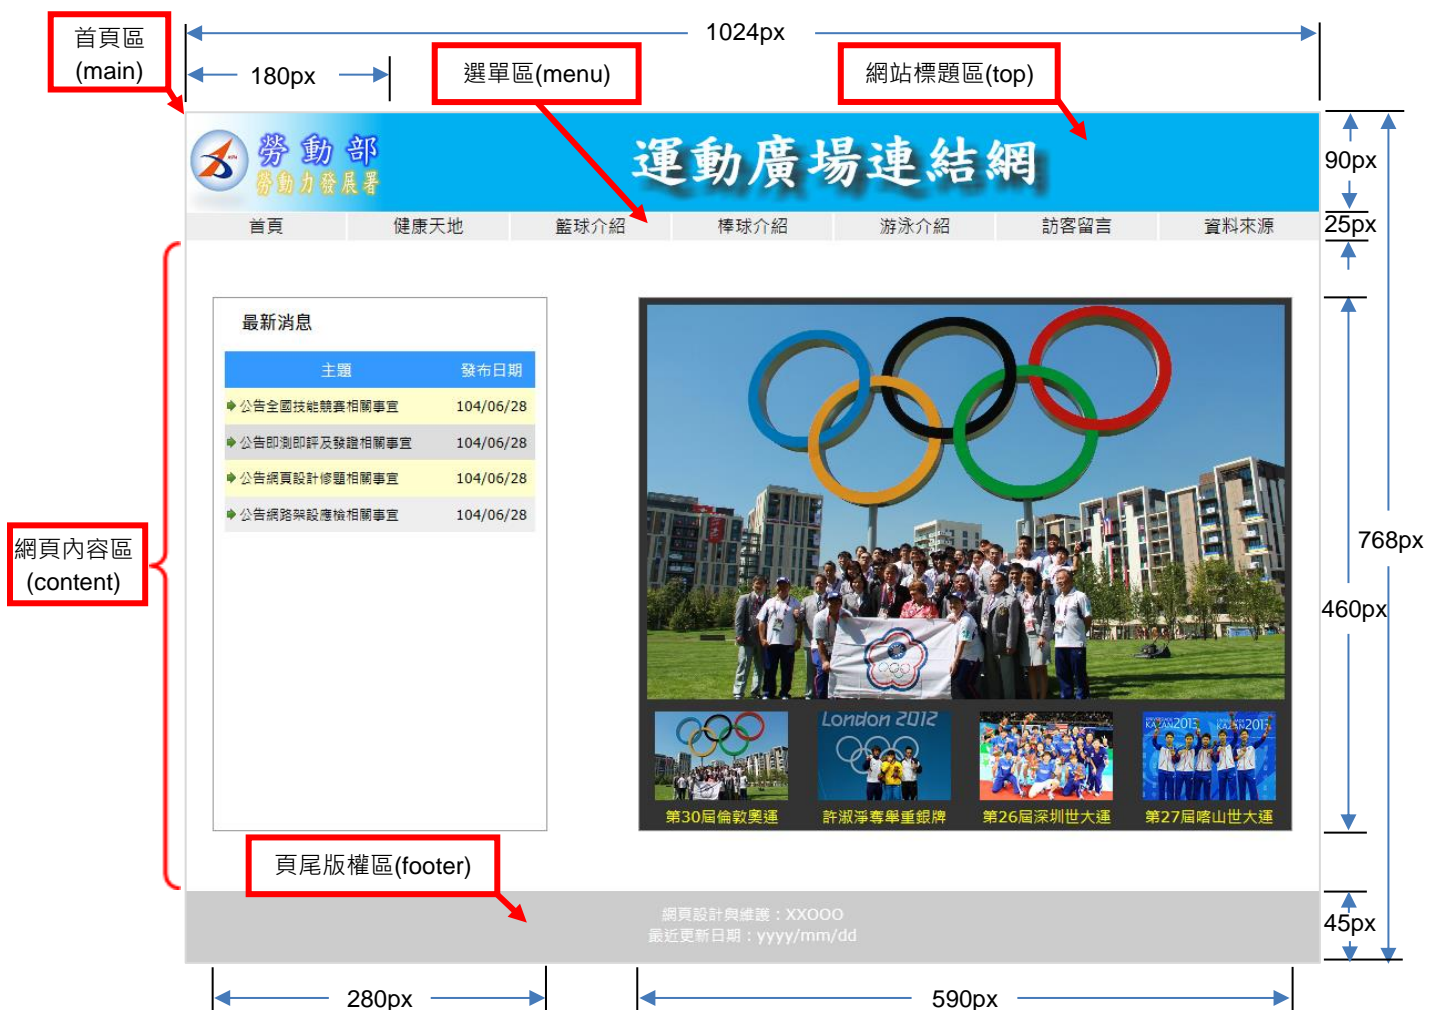 首頁區
(main)
1024px
180px
選單區(menu)
網站標題區(top)
勞動部
勞動力發展署
運動廣場連結網
90px
首頁
健康天地
籃球介紹
棒球介紹
游泳介紹
訪客留言
資料來源
25px
最新消息
主題
發布日期
公告全國技能競賽相關事宜
104/06/28
公告即測即評及發證相關事宜
104/06/28
公告網頁設計修題相關事宜
104/06/28
公告網路架設應檢相關事宜
104/06/28
網頁內容區
(content)
768px
460px
London 2012
KAZAN2013
KAZAN2013
第30屆倫敦奧運
許淑淨奪舉重銀牌
第26屆深圳世大運
第27屆喀山世大運
頁尾版權區(footer)
網頁設計與維護：XXOOO
最近更新日期：yyyy/mm/dd
45px
280px
590px